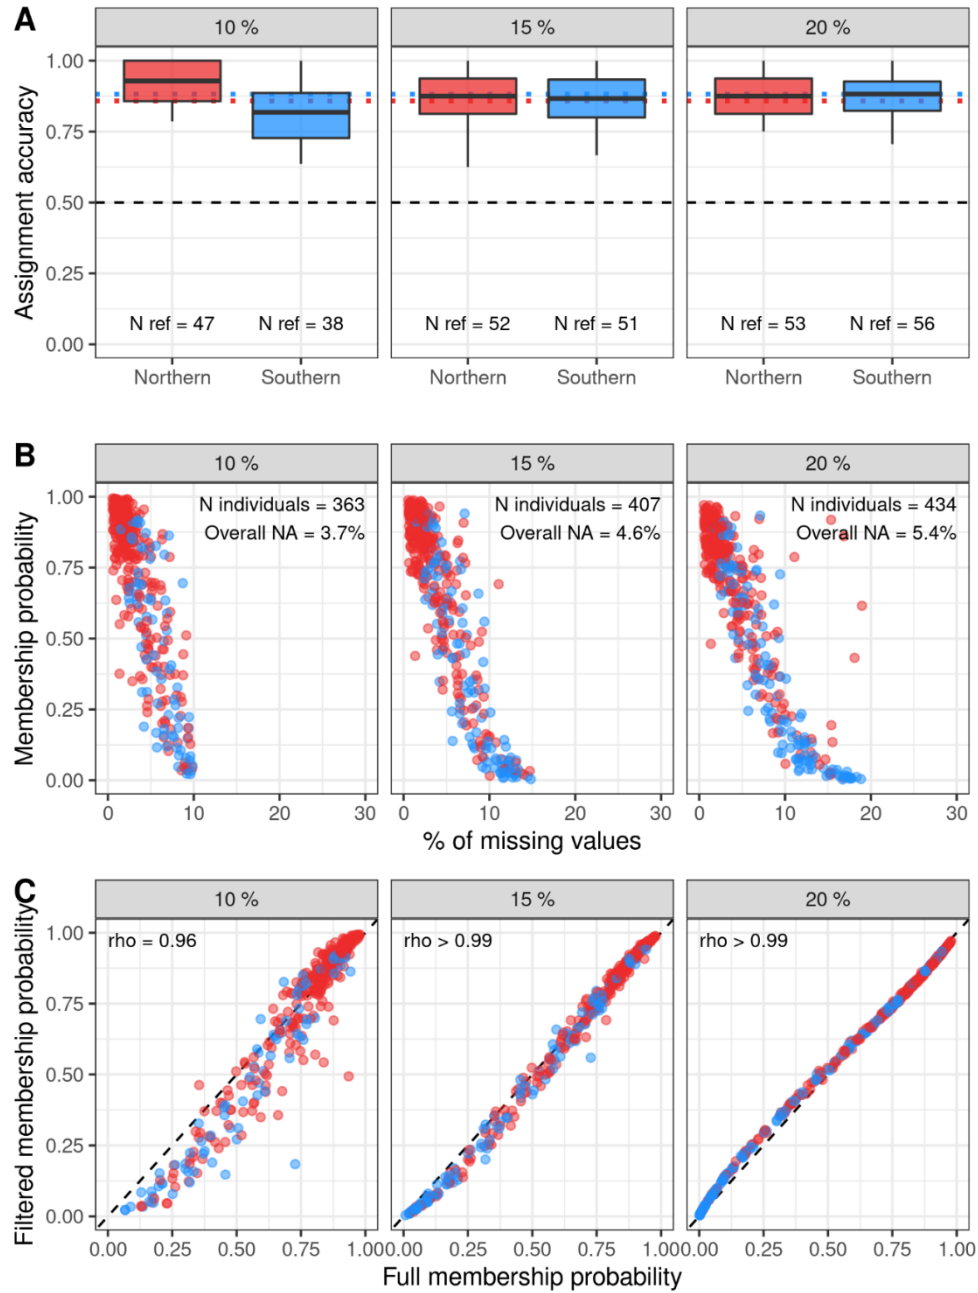 A
10 %
15 %
20 %
Assignment accuracy
1.00
0.75
0.50
0.25
0.00
N ref = 47
N ref = 38
N ref = 52
N ref = 51
N ref = 53
N ref = 56
Northern
Southern
Northern
Southern
Northern
Southern
B
10 %
15 %
20 %
Membership probability
1.00
0.75
0.50
0.25
0.00
N individuals = 363
Overall NA = 3.7%
N individuals = 407
Overall NA = 4.6%
N individuals = 434
Overall NA = 5.4%
0 10 20 30
0 10 20 30
0 10 20 30
% of missing values
C
10 %
15 %
20 %
Filtered membership probability
1.00
0.75
0.50
0.25
0.00
rho = 0.96
rho > 0.99
rho > 0.99
0.00 0.25 0.50 0.75 1.00
0.00 0.25 0.50 0.75 1.00
0.00 0.25 0.50 0.75 1.00
Full membership probability